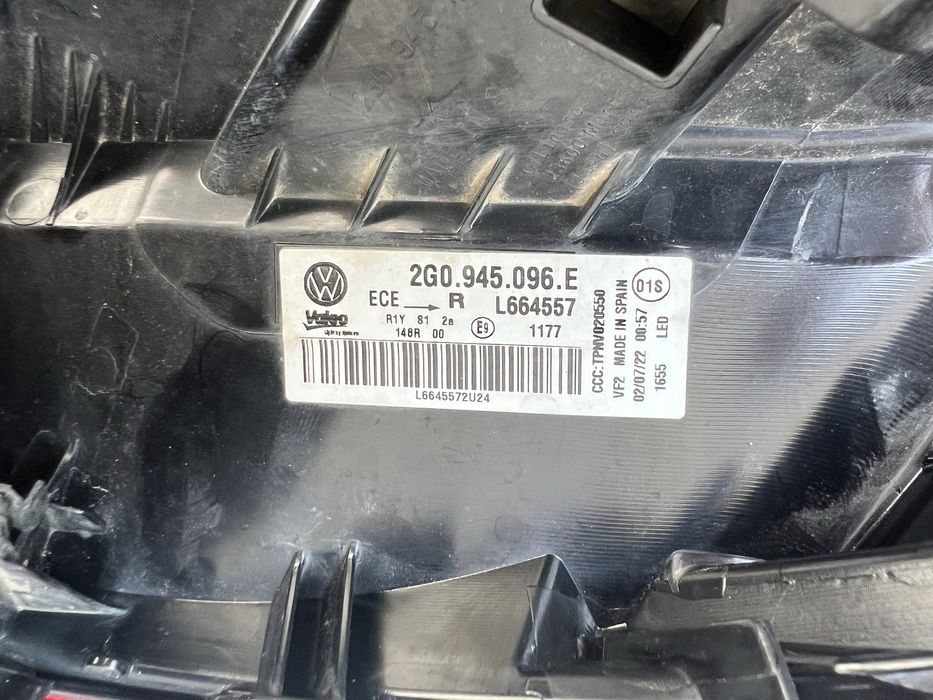 2G0.945.096.E
ECE → R L664557
Valeo
R1Y S1 2a
148R 00 E9 1177
L6645572U24
CCC:TPNV020550
VF2 MADE IN SPAIN
02/07/22 00:57
1655 LED
01S